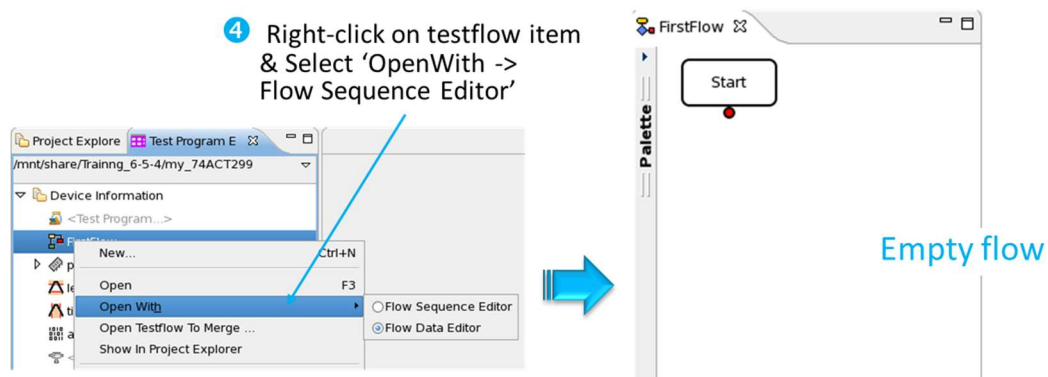 4 Right-click on testflow item
& Select ‘OpenWith ->
Flow Sequence Editor’
Project Explore Test Program E
/mnt/share/Trainng_6-5-4/my_74ACT299
Device Information
<Test Program...>
New... Ctrl+N
Open F3
Open With
Open Testflow To Merge ...
Show In Project Explorer
Flow Sequence Editor
Flow Data Editor
FirstFlow
Start
Palette
Empty flow